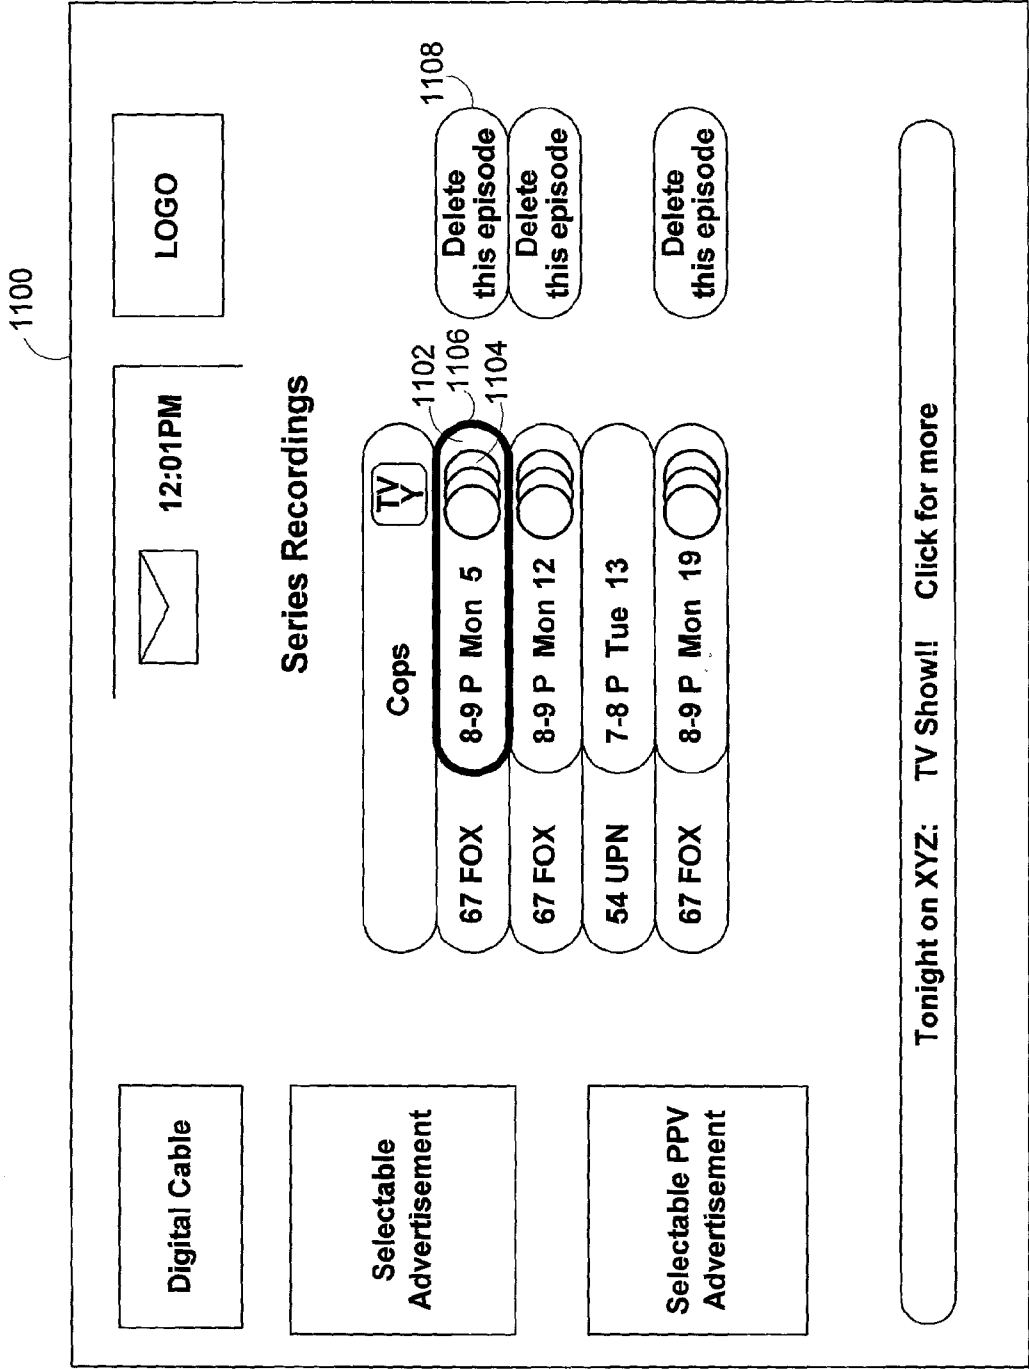 1100
Digital Cable
12:01PM
LOGO
Selectable
Advertisement
Selectable PPV
Advertisement
Series Recordings
Cops
TV
Y
67 FOX
8-9 P Mon 5
67 FOX
8-9 P Mon 12
54 UPN
7-8 P Tue 13
67 FOX
8-9 P Mon 19
1102
1106
1104
1108
Delete
this episode
Delete
this episode
Delete
this episode
Tonight on XYZ: TV Show!! Click for more